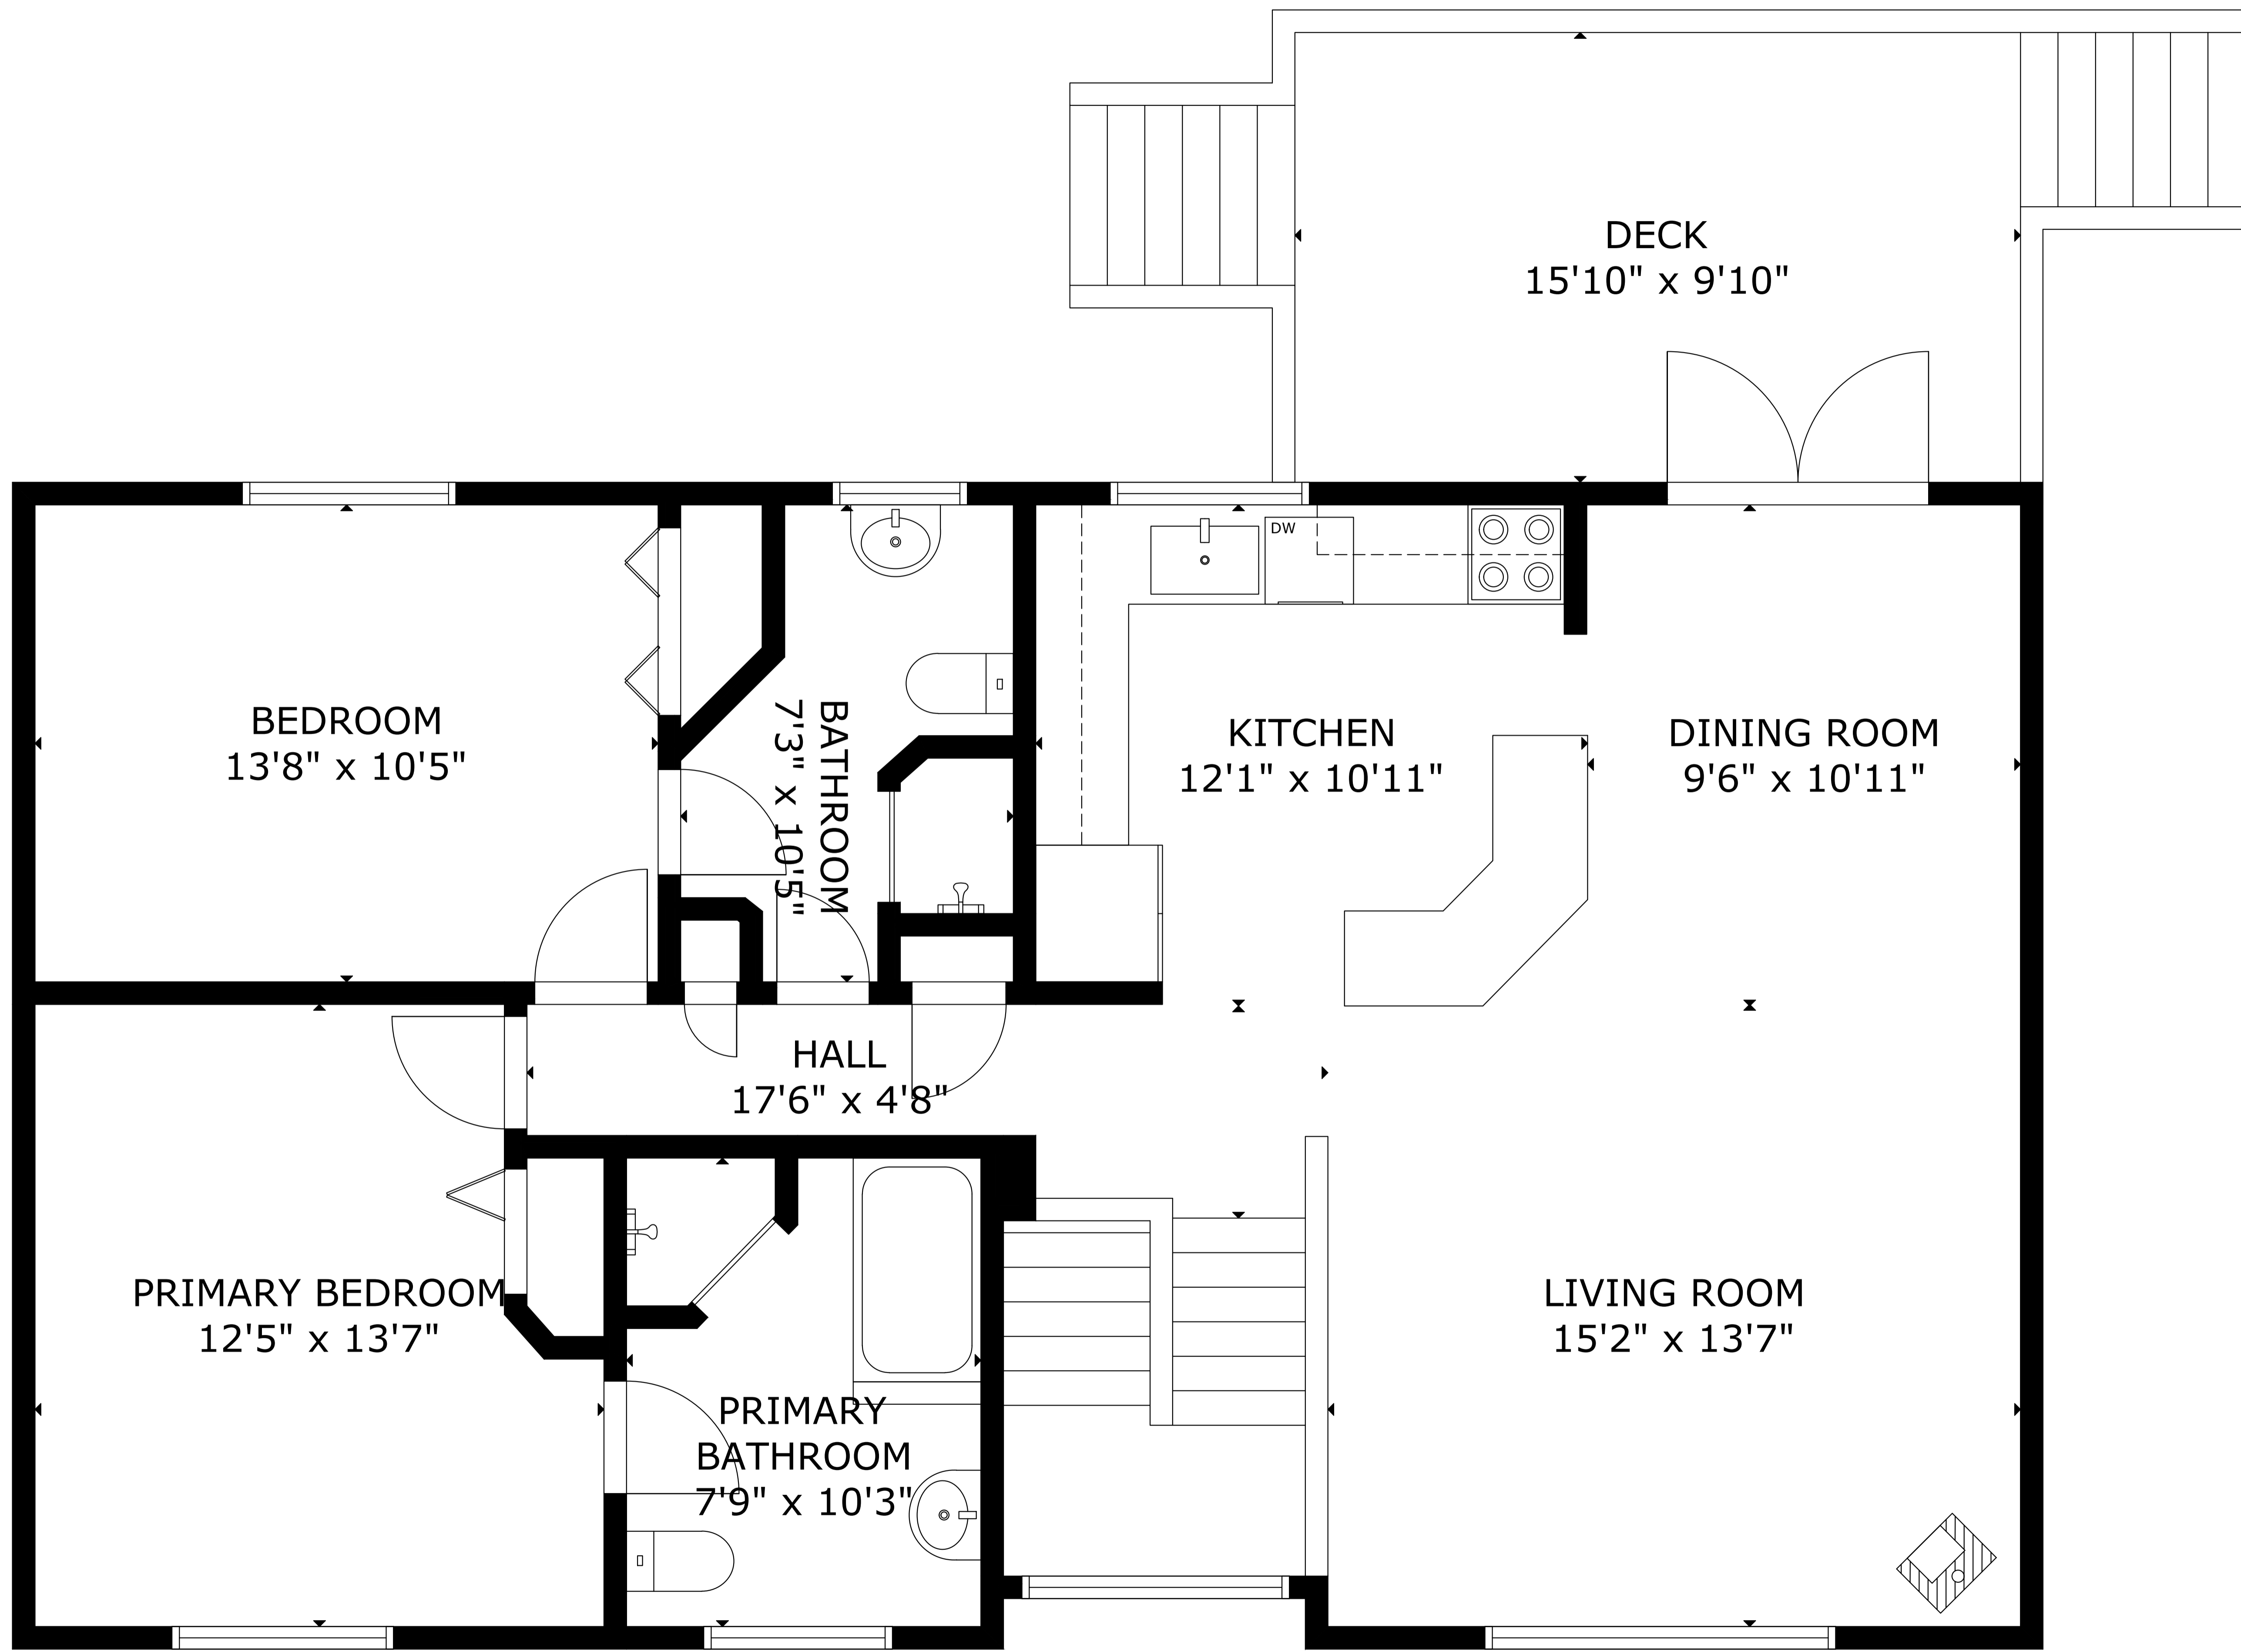 DECK
15'10" x 9'10"
DW
BEDROOM
13'8" x 10'5"
BATHROOM
7'3" x 10'5"
KITCHEN
12'1" x 10'11"
DINING ROOM
9'6" x 10'11"
HALL
17'6" x 4'8"
PRIMARY BEDROOM
12'5" x 13'7"
LIVING ROOM
15'2" x 13'7"
PRIMARY
BATHROOM
7'9" x 10'3"